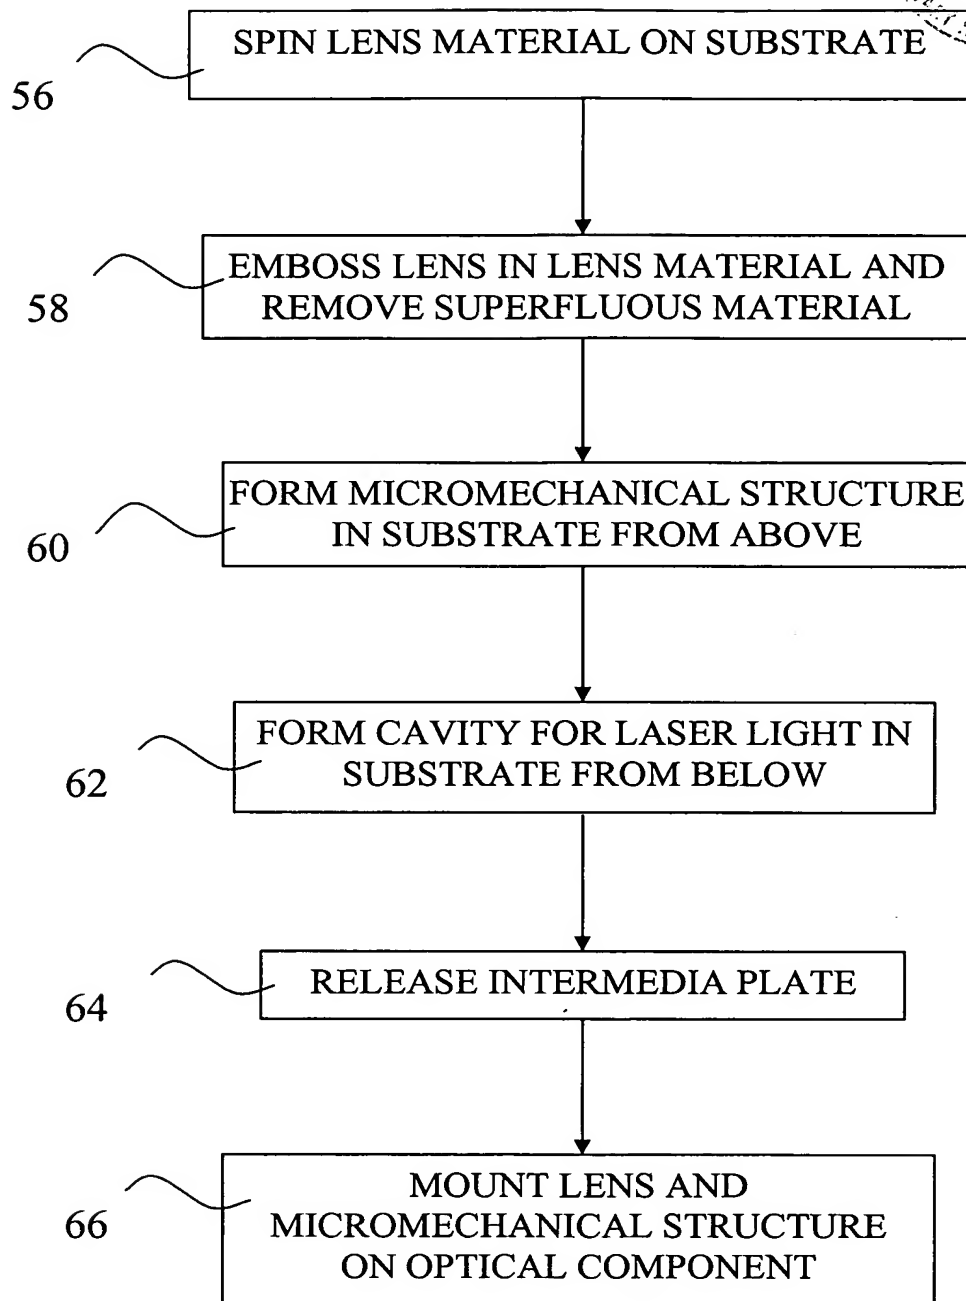 SPIN LENS MATERIAL ON SUBSTRATE
56
EMBOSS LENS IN LENS MATERIAL AND
REMOVE SUPERFLUOUS MATERIAL
58
FORM MICROMECHANICAL STRUCTURE
IN SUBSTRATE FROM ABOVE
60
FORM CAVITY FOR LASER LIGHT IN
SUBSTRATE FROM BELOW
62
RELEASE INTERMEDIA PLATE
64
MOUNT LENS AND
MICROMECHANICAL STRUCTURE
ON OPTICAL COMPONENT
66